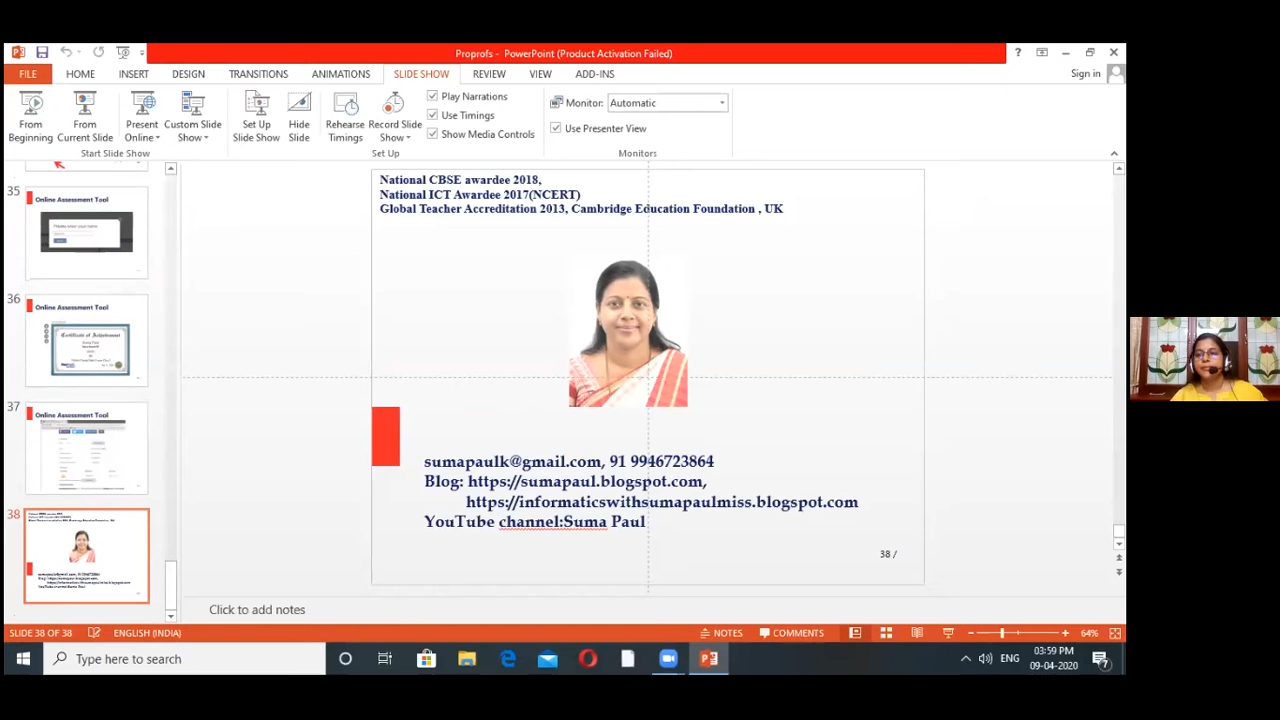 Proprofs - PowerPoint (Product Activation Failed)
FILE HOME INSERT DESIGN TRANSITIONS ANIMATIONS SLIDE SHOW REVIEW VIEW ADD-INS Sign in
From Beginning
From Current Slide
Present Online
Custom Slide Show
Set Up Slide Show
Hide Slide
Rehearse Timings
Record Slide Show
Play Narrations
Use Timings
Show Media Controls
Monitor: Automatic
Use Presenter View
Start Slide Show
Set Up
Monitors
35
Online Assessment Tool
36
Online Assessment Tool
Certificate of Achievement
37
Online Assessment Tool
38
National CBSE awardee 2018,
National ICT Awardee 2017(NCERT)
Global Teacher Accreditation 2013, Cambridge Education Foundation , UK
sumapaulk@gmail.com, 91 9946723864
Blog: https://sumapaul.blogspot.com,
https://informaticswithsumapaulmiss.blogspot.com
YouTube channel:Suma Paul
38 /
Click to add notes
SLIDE 38 OF 38 ENGLISH (INDIA) NOTES COMMENTS 64%
Type here to search
ENG
03:59 PM
09-04-2020
7